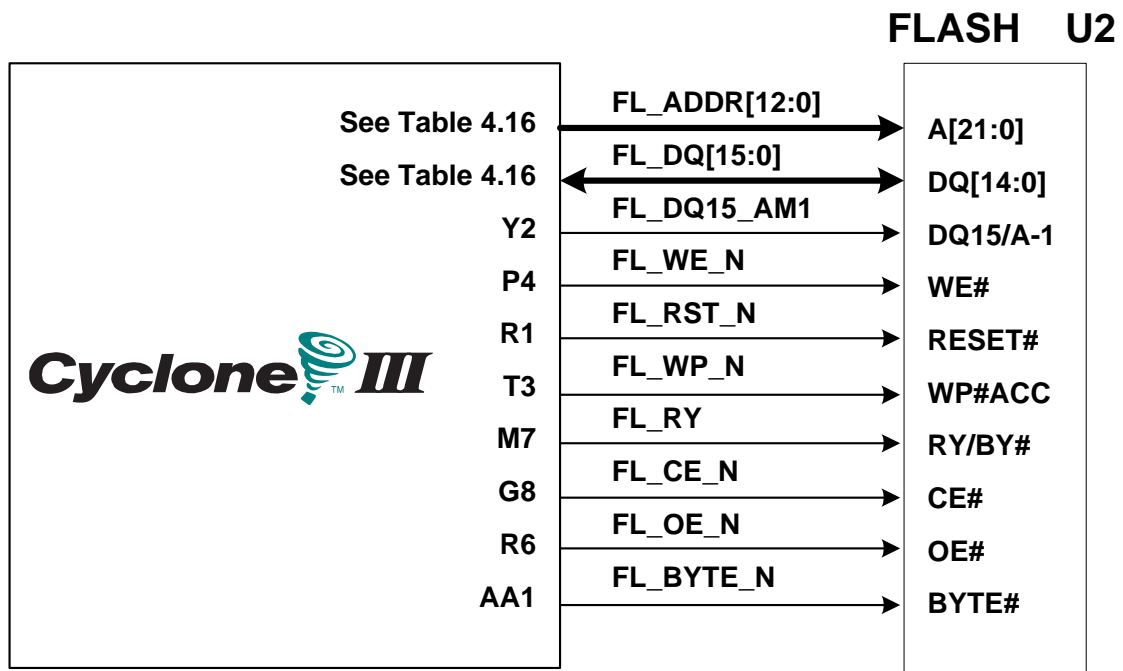 FLASH U2
See Table 4.16 FL_ADDR[12:0] A[21:0]
See Table 4.16 FL_DQ[15:0] DQ[14:0]
Y2 FL_DQ15_AM1 DQ15/A-1
P4 FL_WE_N WE#
R1 FL_RST_N RESET#
T3 FL_WP_N WP#ACC
M7 FL_RY RY/BY#
G8 FL_CE_N CE#
R6 FL_OE_N OE#
AA1 FL_BYTE_N BYTE#
Cyclone TM III